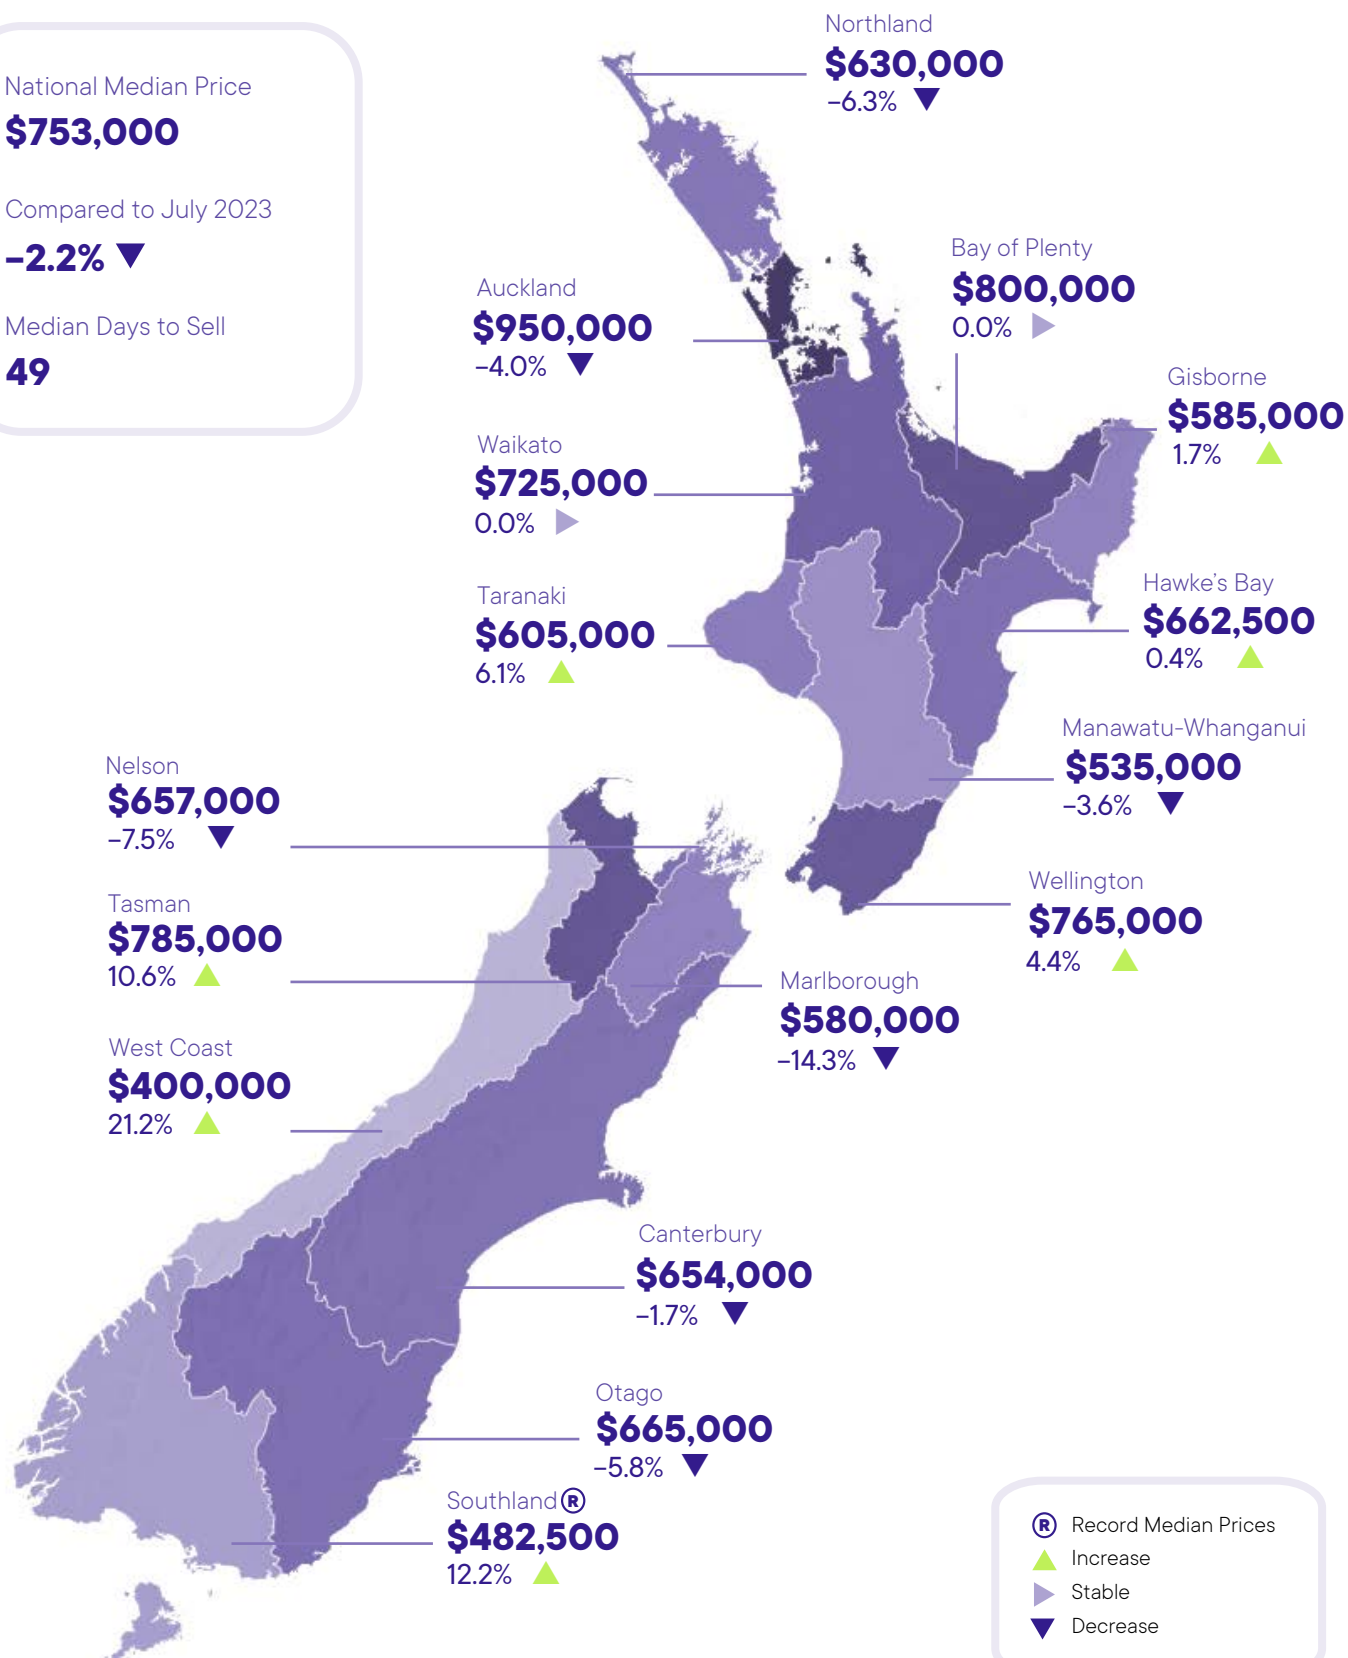 National Median Price
$753,000
Compared to July 2023
-2.2%
Median Days to Sell
49
Northland
$630,000
-6.3%
Auckland
$950,000
-4.0%
Bay of Plenty
$800,000
0.0%
Gisborne
$585,000
1.7%
Waikato
$725,000
0.0%
Taranaki
$605,000
6.1%
Hawke's Bay
$662,500
0.4%
Manawatu-Whanganui
$535,000
-3.6%
Nelson
$657,000
-7.5%
Wellington
$765,000
4.4%
Tasman
$785,000
10.6%
Marlborough
$580,000
-14.3%
West Coast
$400,000
21.2%
Canterbury
$654,000
-1.7%
Otago
$665,000
-5.8%
Southland Ⓡ
$482,500
12.2%
Ⓡ Record Median Prices
Increase
Stable
Decrease